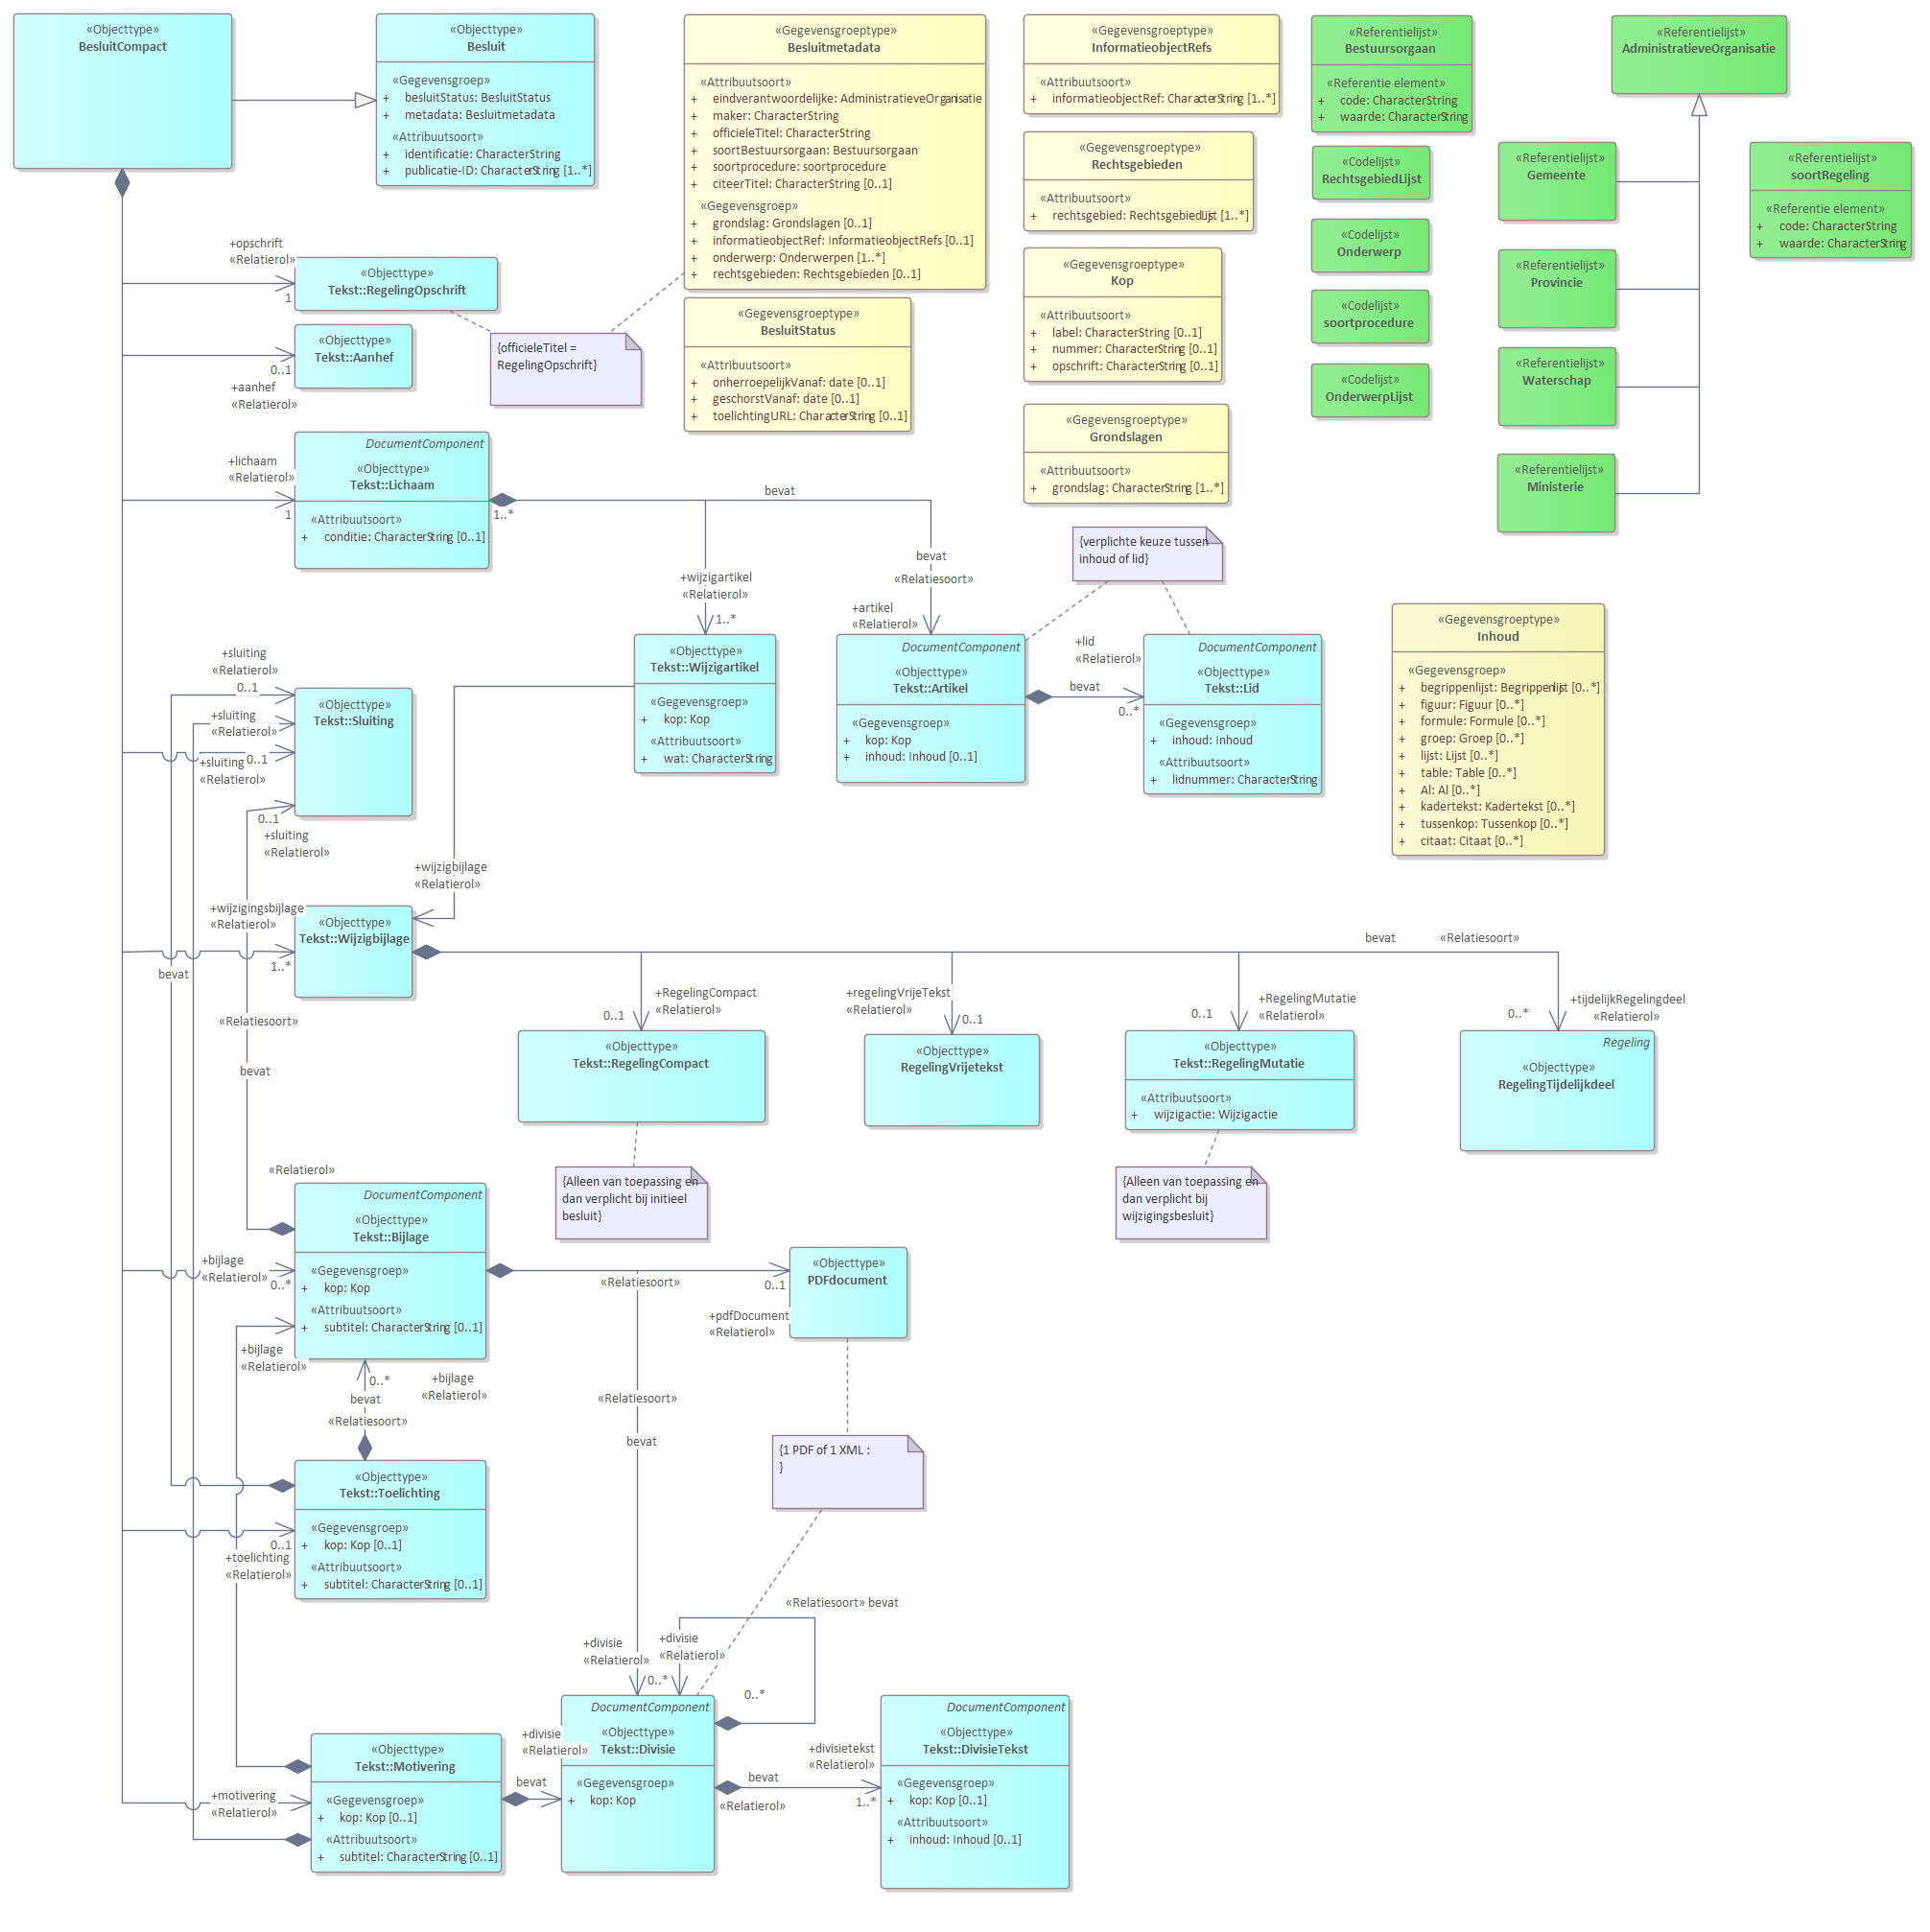 «Objecttype»
BesluitCompact
«Objecttype»
Besluit
«Gegevensgroep»
+ besluitStatus: BesluitStatus
+ metadata: Besluitmetadata
«Attribuutsoort»
+ identificatie: CharacterString
+ publicatie-ID: CharacterString [1..*]
«Gegevensgroeptype»
Besluitmetadata
«Attribuutsoort»
+ eindverantwoordelijke: AdministratieveOrganisatie
+ maker: CharacterString
+ officieleTitel: CharacterString
+ soortBestuursorgaan: Bestuursorgaan
+ soortprocedure: soortprocedure
+ citeerTitel: CharacterString [0..1]
«Gegevensgroep»
+ grondslag: Grondslagen [0..1]
+ informatieobjectRef: InformatieobjectRefs [0..1]
+ onderwerp: Onderwerpen [1..*]
+ rechtsgebieden: Rechtsgebieden [0..1]
«Gegevensgroeptype»
InformatieobjectRefs
«Attribuutsoort»
+ informatieobjectRef: CharacterString [1..*]
«Gegevensgroeptype»
Rechtsgebieden
«Attribuutsoort»
+ rechtsgebied: RechtsgebiedLijst [1..*]
«Gegevensgroeptype»
Kop
«Attribuutsoort»
+ label: CharacterString [0..1]
+ nummer: CharacterString [0..1]
+ opschrift: CharacterString [0..1]
«Gegevensgroeptype»
Grondslagen
«Attribuutsoort»
+ grondslag: CharacterString [1..*]
«Gegevensgroeptype»
BesluitStatus
«Attribuutsoort»
+ onherroepelijkVanaf: date [0..1]
+ geschorstVanaf: date [0..1]
+ toelichtingURL: CharacterString [0..1]
«Referentielijst»
Bestuursorgaan
«Referentie element»
+ code: CharacterString
+ waarde: CharacterString
«Codelijst»
RechtsgebiedLijst
«Codelijst»
Onderwerp
«Codelijst»
soortprocedure
«Codelijst»
OnderwerpLijst
«Referentielijst»
AdministratieveOrganisatie
«Referentielijst»
Gemeente
«Referentielijst»
Provincie
«Referentielijst»
Waterschap
«Referentielijst»
Ministerie
«Referentielijst»
soortRegeling
«Referentie element»
+ code: CharacterString
+ waarde: CharacterString
+opschrift
«Relatierol»
1
«Objecttype»
Tekst::RegelingOpschrift
{officieleTitel =
RegelingOpschrift}
«Objecttype»
Tekst::Aanhef
0..1
+aanhef
«Relatierol»
+lichaam
«Relatierol»
1
DocumentComponent
«Objecttype»
Tekst::Lichaam
«Attribuutsoort»
+ conditie: CharacterString [0..1]
1..*
bevat
bevat
«Relatiesoort»
+wijzigartikel
«Relatierol»
1..*
+artikel
«Relatierol»
{verplichte keuze tussen
inhoud of lid}
«Objecttype»
Tekst::Wijzigartikel
«Gegevensgroep»
+ kop: Kop
«Attribuutsoort»
+ wat: CharacterString
DocumentComponent
«Objecttype»
Tekst::Artikel
«Gegevensgroep»
+ kop: Kop
+ inhoud: Inhoud [0..1]
+lid
«Relatierol»
bevat
0..*
DocumentComponent
«Objecttype»
Tekst::Lid
«Gegevensgroep»
+ inhoud: Inhoud
«Attribuutsoort»
+ lidnummer: CharacterString
«Gegevensgroeptype»
Inhoud
«Gegevensgroep»
+ begrippenlijst: Begrippenlijst [0..*]
+ figuur: Figuur [0..*]
+ formule: Formule [0..*]
+ groep: Groep [0..*]
+ lijst: Lijst [0..*]
+ table: Table [0..*]
+ Al: Al [0..*]
+ kadertekst: Kadertekst [0..*]
+ tussenkop: Tussenkop [0..*]
+ citaat: Citaat [0..*]
+sluiting
«Relatierol»
0..1
+sluiting
«Relatierol»
+sluiting
0..1
«Relatierol»
0..1
+sluiting
«Relatierol»
«Objecttype»
Tekst::Sluiting
+wijzigbijlage
«Relatierol»
+wijzigingsbijlage
«Relatierol»
1..*
«Objecttype»
Tekst::Wijzigbijlage
bevat
«Relatiesoort»
bevat
bevat «Relatiesoort»
+RegelingCompact
«Relatierol»
0..1
+regelingVrijeTekst
«Relatierol»
0..1
+RegelingMutatie
«Relatierol»
0..1
+tijdelijkRegelingdeel
«Relatierol»
0..*
«Objecttype»
Tekst::RegelingCompact
«Objecttype»
RegelingVrijetekst
«Objecttype»
Tekst::RegelingMutatie
«Attribuutsoort»
+ wijzigactie: Wijzigactie
Regeling
«Objecttype»
RegelingTijdelijkdeel
{Alleen van toepassing en
dan verplicht bij initieel
besluit}
{Alleen van toepassing en
dan verplicht bij
wijzigingsbesluit}
«Relatierol»
DocumentComponent
«Objecttype»
Tekst::Bijlage
«Gegevensgroep»
+ kop: Kop
«Attribuutsoort»
+ subtitel: CharacterString [0..1]
+bijlage
«Relatierol»
0..*
+bijlage
«Relatierol»
0..*
+bijlage
«Relatierol»
bevat
«Relatiesoort»
«Relatiesoort»
0..1
+pdfDocument
«Relatierol»
«Objecttype»
PDFdocument
«Relatiesoort»
bevat
{1 PDF of 1 XML :
}
«Objecttype»
Tekst::Toelichting
«Gegevensgroep»
+ kop: Kop [0..1]
«Attribuutsoort»
+ subtitel: CharacterString [0..1]
0..1
+toelichting
«Relatierol»
«Relatiesoort» bevat
+divisie
«Relatierol»
0..*
+divisie
«Relatierol»
0..*
DocumentComponent
«Objecttype»
Tekst::Divisie
«Gegevensgroep»
+ kop: Kop
+divisie
«Relatierol»
bevat
+divisietekst
«Relatierol»
bevat
«Relatierol»
1..*
DocumentComponent
«Objecttype»
Tekst::DivisieTekst
«Gegevensgroep»
+ kop: Kop [0..1]
«Attribuutsoort»
+ inhoud: Inhoud [0..1]
«Objecttype»
Tekst::Motivering
«Gegevensgroep»
+ kop: Kop [0..1]
«Attribuutsoort»
+ subtitel: CharacterString [0..1]
+motivering
«Relatierol»